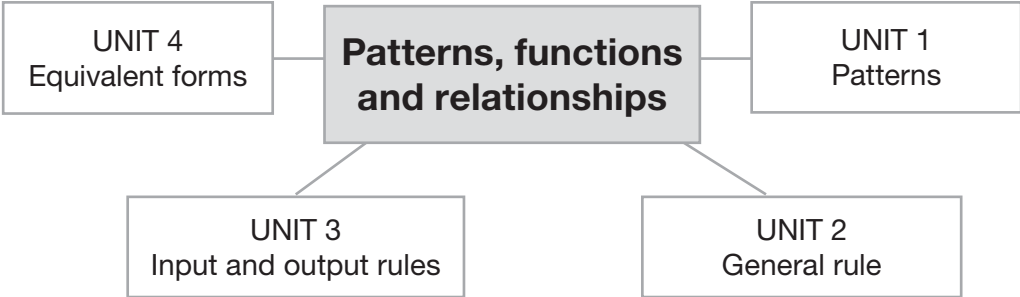 UNIT 4
Equivalent forms
Patterns, functions
and relationships
UNIT 1
Patterns
UNIT 3
Input and output rules
UNIT 2
General rule